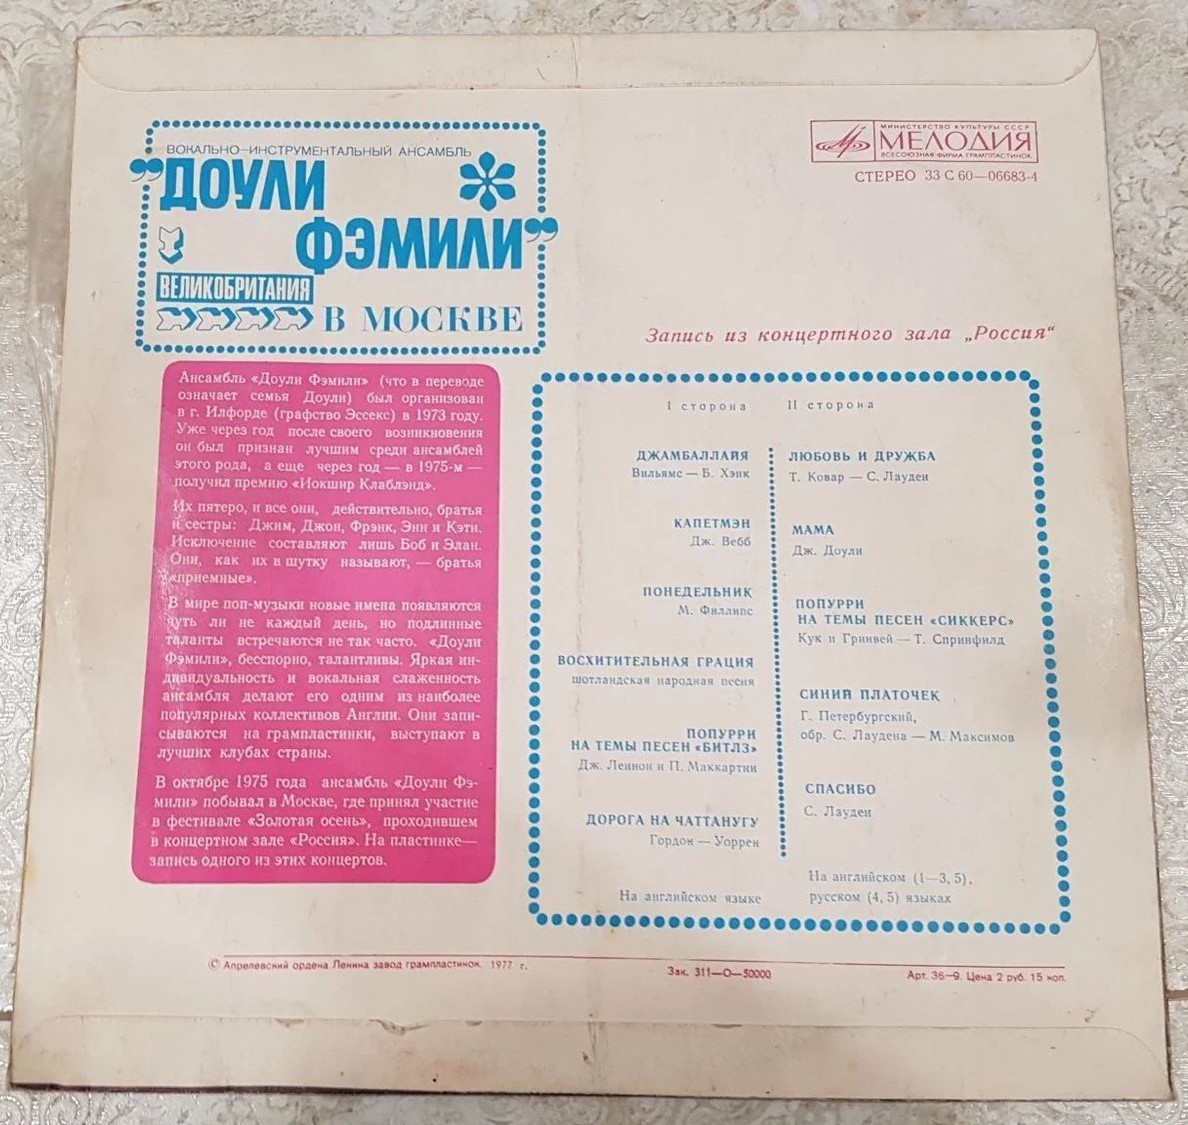 ВОКАЛЬНО-ИНСТРУМЕНТАЛЬНЫЙ АНСАМБЛЬ
„ДОУЛИ
ФЭМИЛИ”
ВЕЛИКОБРИТАНИЯ
В МОСКВЕ
МИНИСТЕРСТВО КУЛЬТУРЫ СССР
МЕЛОДИЯ
ВСЕСОЮЗНАЯ ФИРМА ГРАМПЛАСТИНОК
СТЕРЕО 33 С 60—06683-4
Запись из концертного зала „Россия“
Ансамбль «Доули Фэмили» (что в переводе
означает семья Доули) был организован
в г. Илфорде (графство Эссекс) в 1973 году.
Уже через год после своего возникновения
он был признан лучшим среди ансамблей
этого рода, а еще через год — в 1975-м —
получил премию «Иокшир Клаблэнд».
Их пятеро, и все они, действительно, братья
и сестры: Джим, Джон, Фрэнк, Энн и Кэти.
Исключение составляют лишь Боб и Элан.
Они, как их в шутку называют, — братья
«приемные».
В мире поп-музыки новые имена появляются
чуть ли не каждый день, но подлинные
таланты встречаются не так часто. «Доули
Фэмили», бесспорно, талантливы. Яркая ин-
дивидуальность и вокальная слаженность
ансамбля делают его одним из наиболее
популярных коллективов Англии. Они запи-
сываются на грампластинки, выступают в
лучших клубах страны.
В октябре 1975 года ансамбль «Доули Фэ-
мили» побывал в Москве, где принял участие
в фестивале «Золотая осень», проходившем
в концертном зале «Россия». На пластинке—
запись одного из этих концертов.
I сторона
ДЖАМБАЛЛАЙЯ
Вильямс — Б. Хэнк
КАПЕТМЭН
Дж. Вебб
ПОНЕДЕЛЬНИК
М. Филлипс
ВОСХИТИТЕЛЬНАЯ ГРАЦИЯ
шотландская народная песня
ПОПУРРИ
НА ТЕМЫ ПЕСЕН «БИТЛЗ»
Дж. Леннон и П. Маккартни
ДОРОГА НА ЧАТТАНУГУ
Гордон — Уоррен
На английском языке
II сторона
ЛЮБОВЬ И ДРУЖБА
Т. Ковар — С. Лауден
МАМА
Дж. Доули
ПОПУРРИ
НА ТЕМЫ ПЕСЕН «СИККЕРС»
Кук и Гринвей — Т. Спринфилд
СИНИЙ ПЛАТОЧЕК
Г. Петербургский,
обр. С. Лаудена — М. Максимов
СПАСИБО
С. Лауден
На английском (1—3, 5),
русском (4, 5) языках
© Апрелевский ордена Ленина завод грампластинок. 1977 г.
Зак. 311—О—50000
Арт. 36—9. Цена 2 руб. 15 коп.